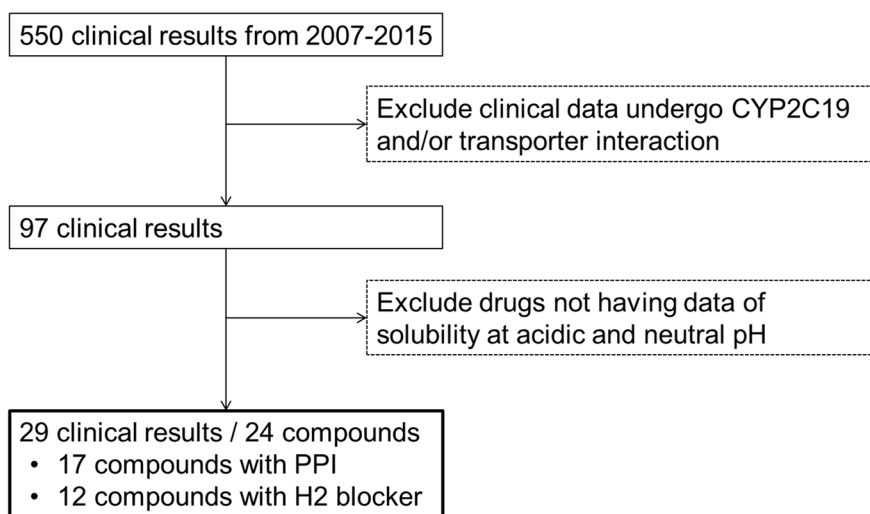 550 clinical results from 2007-2015
Exclude clinical data undergo CYP2C19
and/or transporter interaction
97 clinical results
Exclude drugs not having data of
solubility at acidic and neutral pH
29 clinical results / 24 compounds
• 17 compounds with PPI
• 12 compounds with H2 blocker